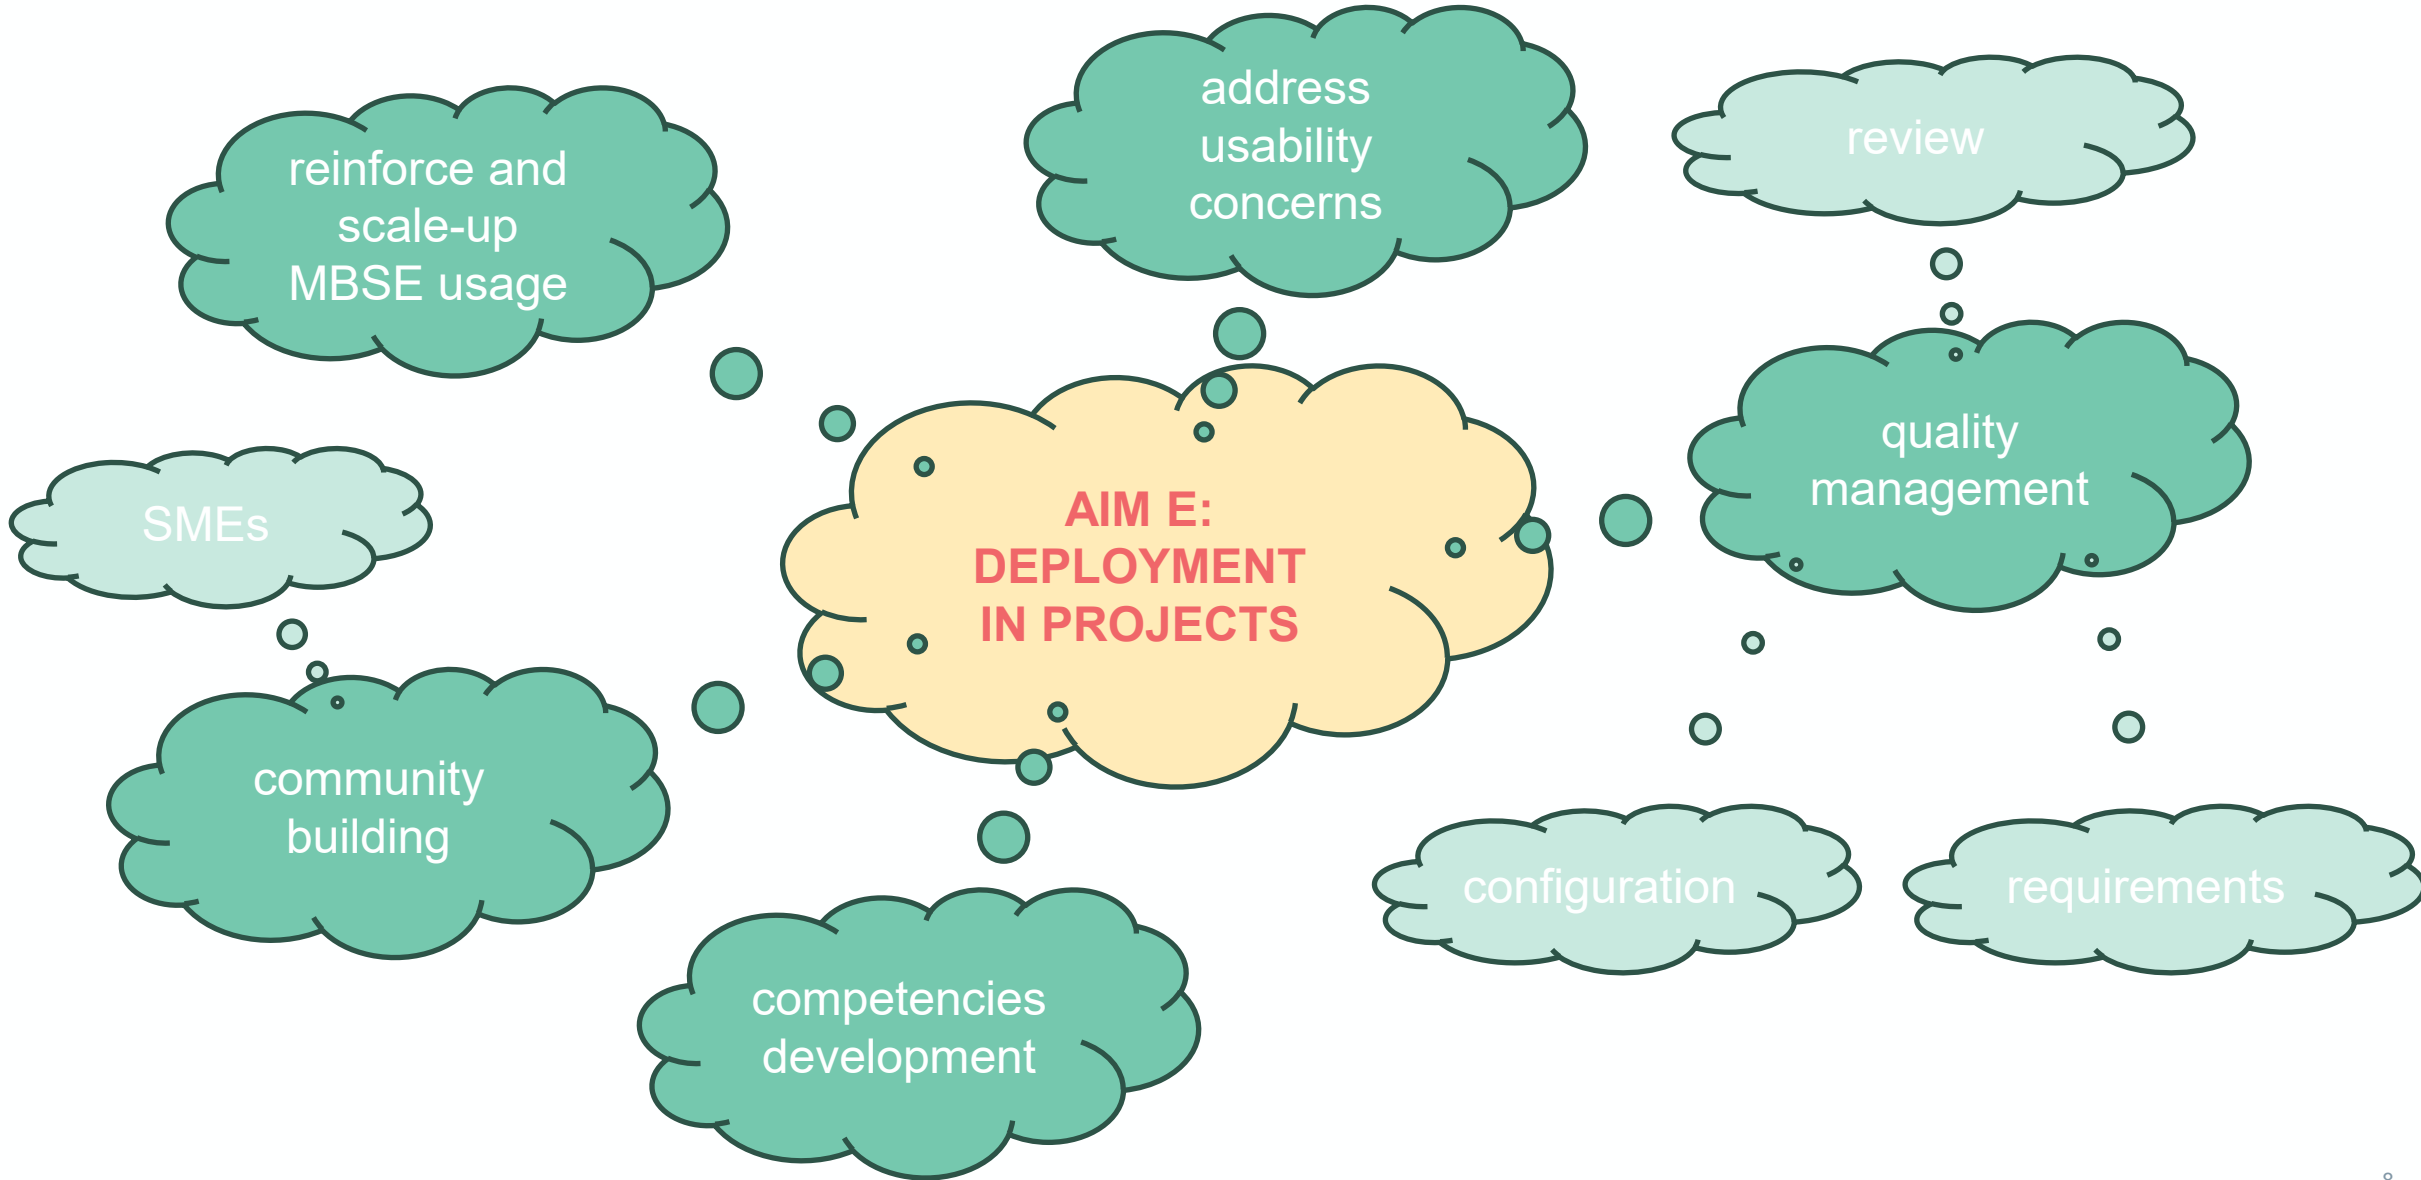 address
usability
concerns
review
reinforce and
scale-up
MBSE usage
quality
management
SMEs
AIM E:
DEPLOYMENT
IN PROJECTS
community
building
configuration
requirements
competencies
development
8